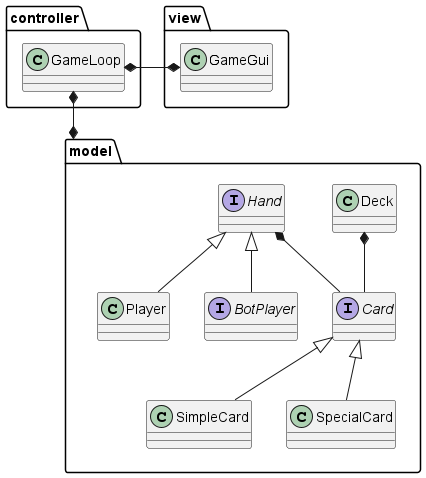 controller
view
C GameLoop
C GameGui
model
I Hand
C Deck
C Player
I BotPlayer
I Card
C SimpleCard
C SpecialCard